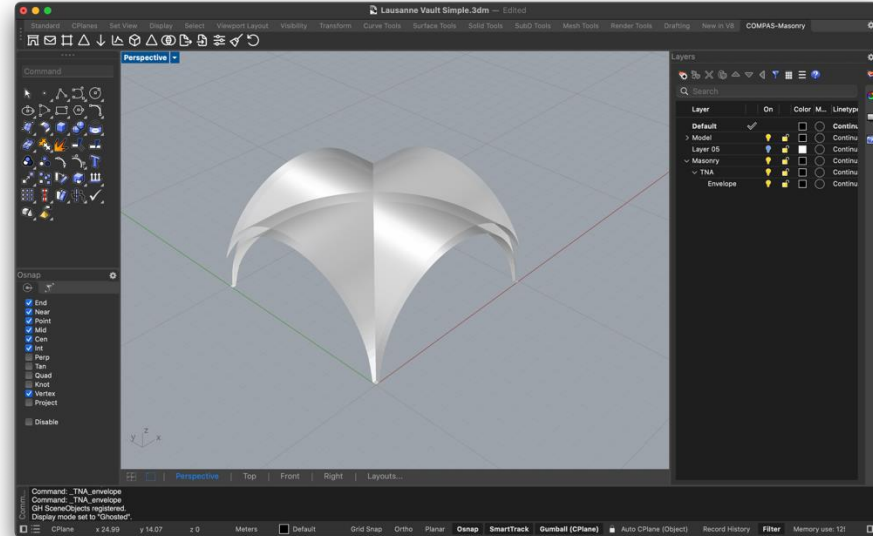 Lausanne Vault Simple.3dm — Edited
Standard CPlanes Set View Display Select Viewport Layout Visibility Transform Curve Tools Surface Tools Solid Tools SubD Tools Mesh Tools Render Tools Drafting New in V8 COMPAS-Masonry
Command
Perspective
Layers
Search
Layer On Color M... Linetype
Default Continu
Model Continu
Layer 05 Continu
Masonry Continu
TNA Continu
Envelope Continu
Osnap
End
Near
Point
Mid
Cen
Int
Perp
Tan
Quad
Knot
Vertex
Project
Disable
z
y x
Perspective Top Front Right Layouts...
Comm...
Command: _TNA_envelope
Command: _TNA_envelope
GH SceneObjects registered.
Display mode set to "Ghosted".
CPlane x 24.99 y 14.07 z 0 Meters Default Grid Snap Ortho Planar Osnap SmartTrack Gumball (CPlane) Auto CPlane (Object) Record History Filter Memory use: 12